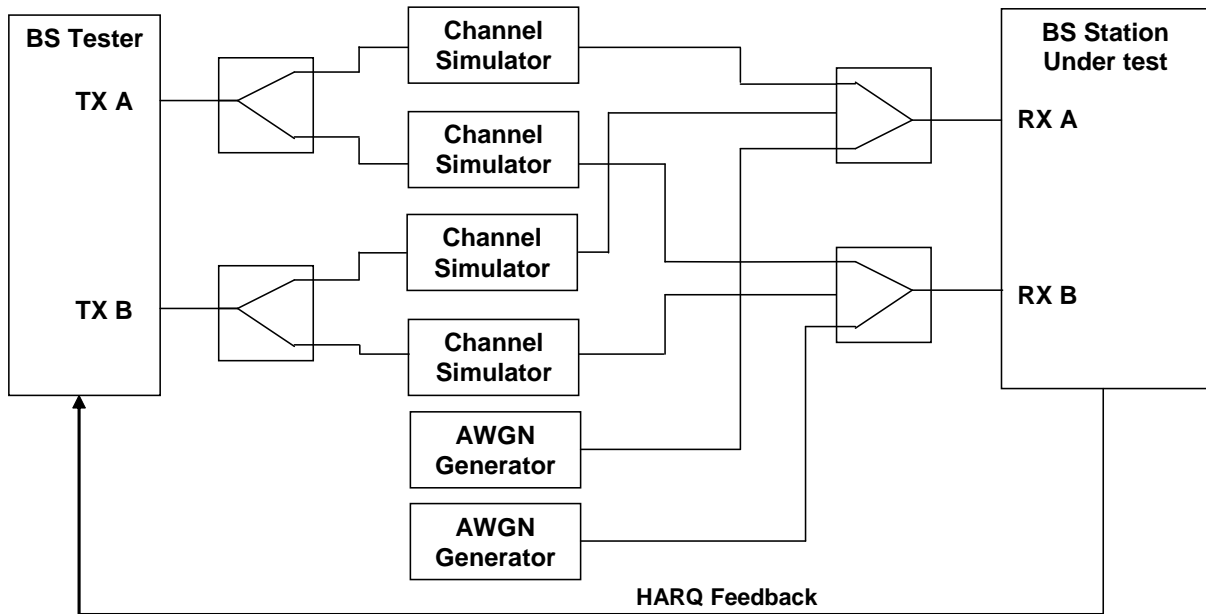 BS Tester
TX A
TX B
Channel
Simulator
Channel
Simulator
Channel
Simulator
Channel
Simulator
AWGN
Generator
AWGN
Generator
BS Station
Under test
RX A
RX B
HARQ Feedback